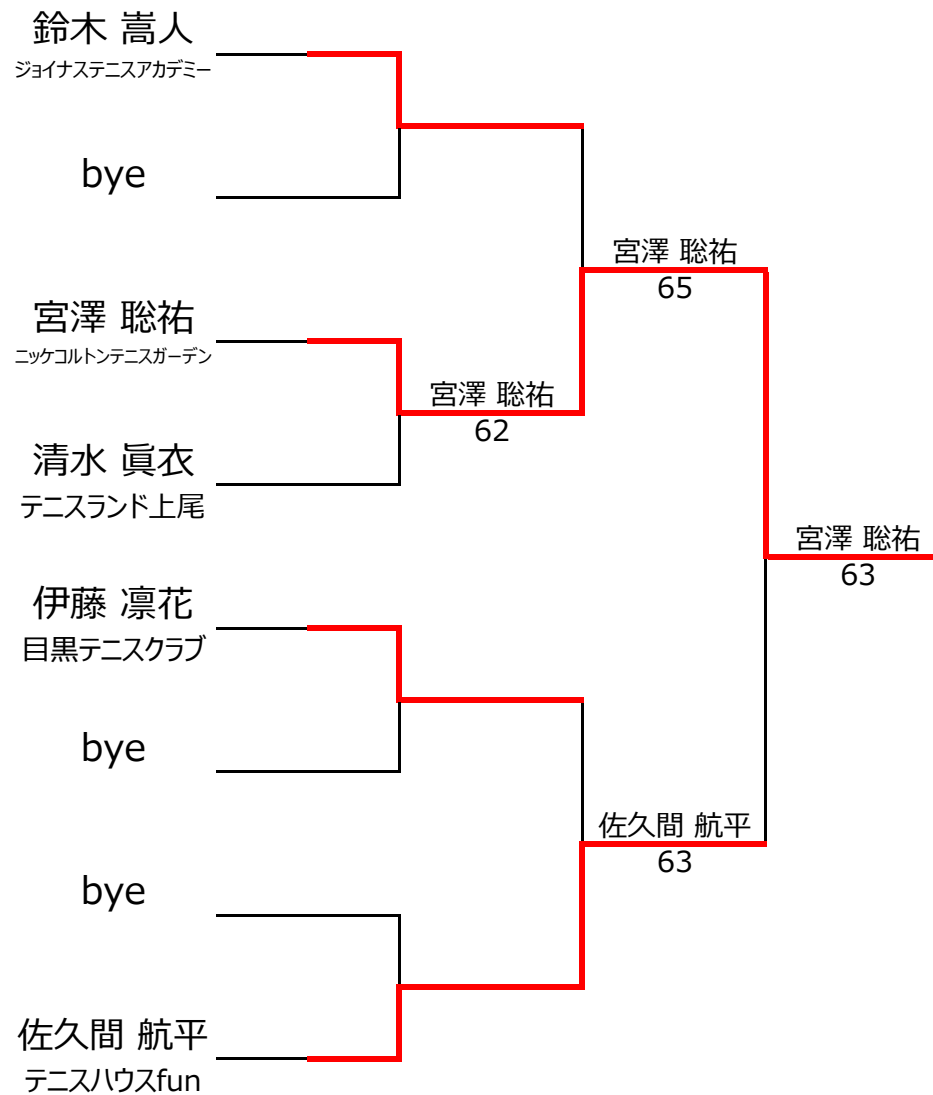 鈴木 嵩人
ジョイナステニスアカデミー
bye
宮澤 聡祐
65
宮澤 聡祐
ニッケコルトンテニスガーデン
宮澤 聡祐
62
清水 眞衣
テニスランド上尾
宮澤 聡祐
63
伊藤 凛花
目黒テニスクラブ
bye
佐久間 航平
63
bye
佐久間 航平
テニスハウスfun